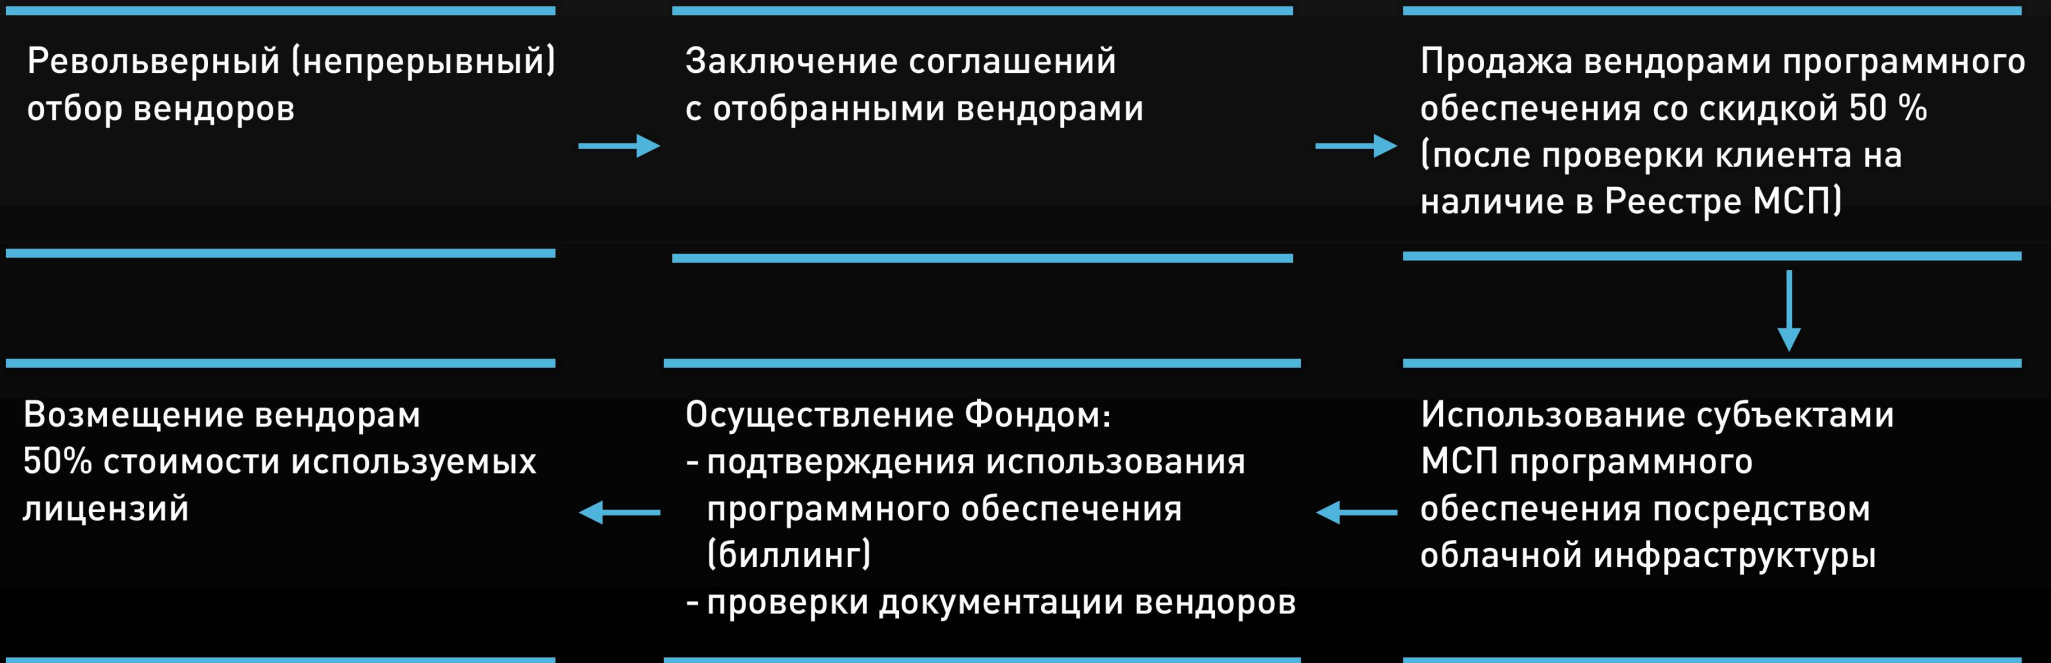 Револьверный (непрерывный)
отбор вендоров
Заключение соглашений
с отобранными вендорами
Продажа вендорами программного
обеспечения со скидкой 50 %
(после проверки клиента на
наличие в Реестре МСП)
Использование субъектами
МСП программного
обеспечения посредством
облачной инфраструктуры
Осуществление Фондом:
- подтверждения использования
программного обеспечения
(биллинг)
- проверки документации вендоров
Возмещение вендорам
50% стоимости используемых
лицензий